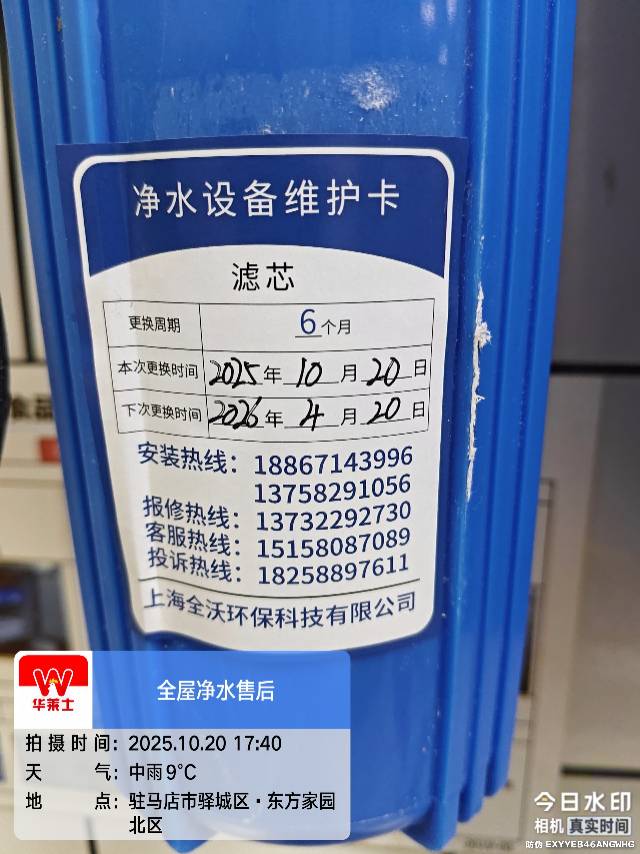 净水设备维护卡
滤芯
更换周期 6个月
本次更换时间 2025年10月20日
下次更换时间 2026年4月20日
安装热线：18867143996
13758291056
报修热线：13732292730
客服热线：15158087089
投诉热线：18258897611
上海全沃环保科技有限公司
华莱士
全屋净水售后
拍摄时间：2025.10.20 17:40
天气：中雨 9℃
地点：驻马店市驿城区·东方家园
北区
今日水印
相机 真实时间
防伪 EXYYEB46ANGWHG